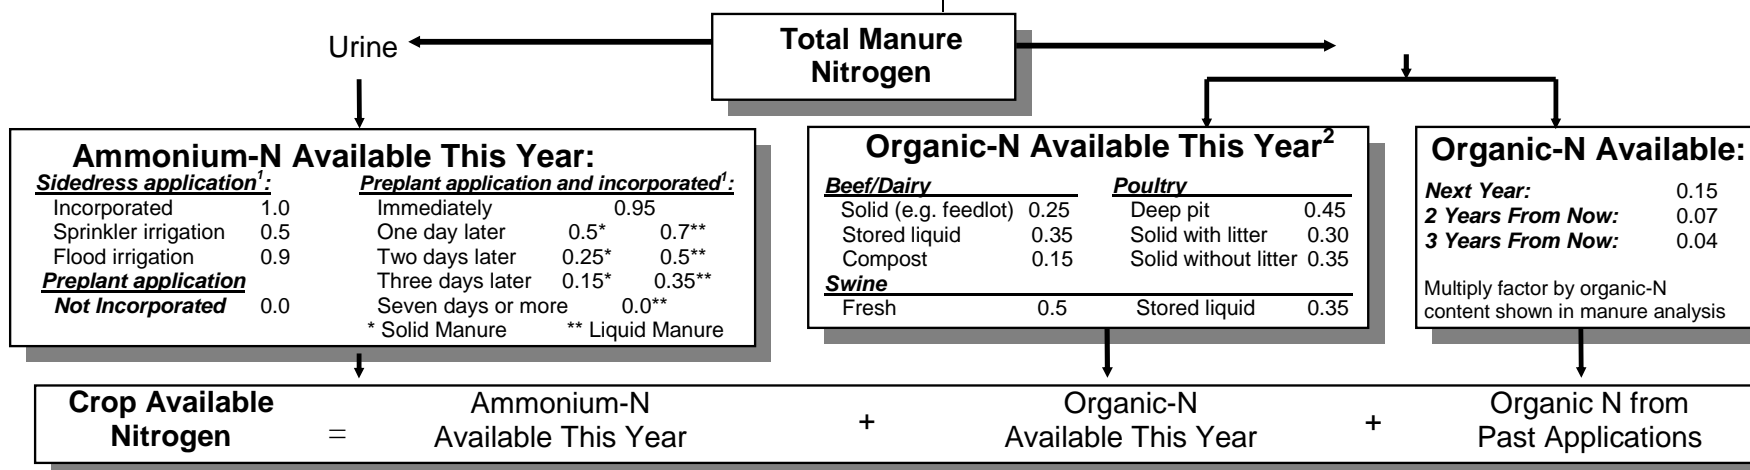 Urine
Total Manure
Nitrogen
Ammonium-N Available This Year:
Sidedress application¹:
Incorporated 1.0
Sprinkler irrigation 0.5
Flood irrigation 0.9
Preplant application
Not Incorporated 0.0
Preplant application and incorporated¹:
Immediately 0.95
One day later 0.5* 0.7**
Two days later 0.25* 0.5**
Three days later 0.15* 0.35**
Seven days or more 0.0**
* Solid Manure ** Liquid Manure
Organic-N Available This Year²
Beef/Dairy
Solid (e.g. feedlot) 0.25
Stored liquid 0.35
Compost 0.15
Poultry
Deep pit 0.45
Solid with litter 0.30
Solid without litter 0.35
Swine
Fresh 0.5 Stored liquid 0.35
Organic-N Available:
Next Year: 0.15
2 Years From Now: 0.07
3 Years From Now: 0.04
Multiply factor by organic-N
content shown in manure analysis
Crop Available
Nitrogen
=
Ammonium-N
Available This Year
+
Organic-N
Available This Year
+
Organic N from
Past Applications